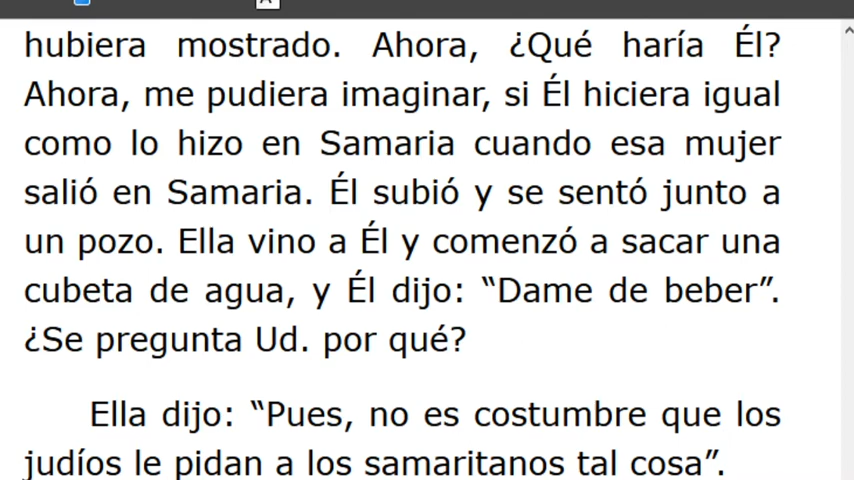 hubiera mostrado. Ahora, ¿Qué haría Él?
Ahora, me pudiera imaginar, si Él hiciera igual
como lo hizo en Samaria cuando esa mujer
salió en Samaria. Él subió y se sentó junto a
un pozo. Ella vino a Él y comenzó a sacar una
cubeta de agua, y Él dijo: “Dame de beber”.
¿Se pregunta Ud. por qué?
Ella dijo: “Pues, no es costumbre que los
judíos le pidan a los samaritanos tal cosa”.